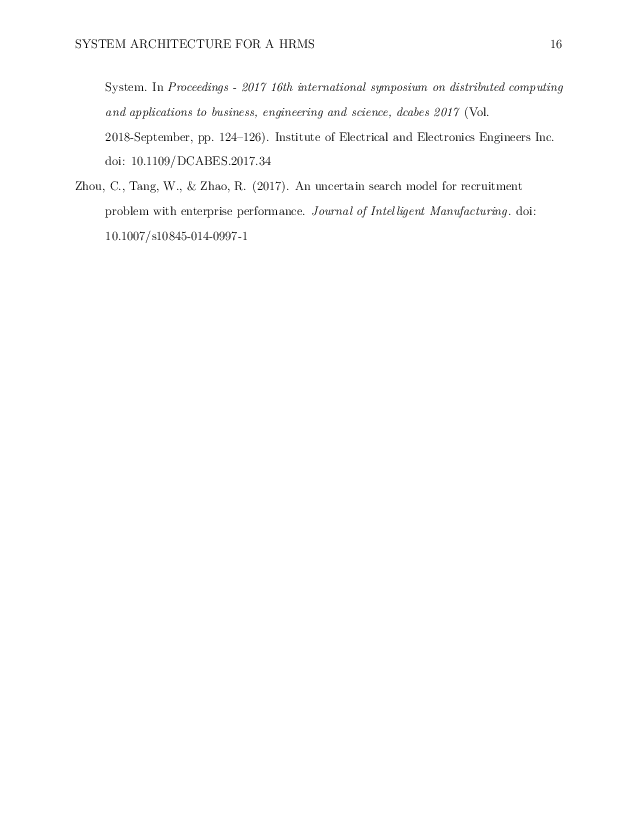 SYSTEM ARCHITECTURE FOR A HRMS 16
System. In Proceedings - 2017 16th international symposium on distributed computing
and applications to business, engineering and science, dcabes 2017 (Vol.
2018-September, pp. 124–126). Institute of Electrical and Electronics Engineers Inc.
doi: 10.1109/DCABES.2017.34
Zhou, C., Tang, W., & Zhao, R. (2017). An uncertain search model for recruitment
problem with enterprise performance. Journal of Intelligent Manufacturing. doi:
10.1007/s10845-014-0997-1